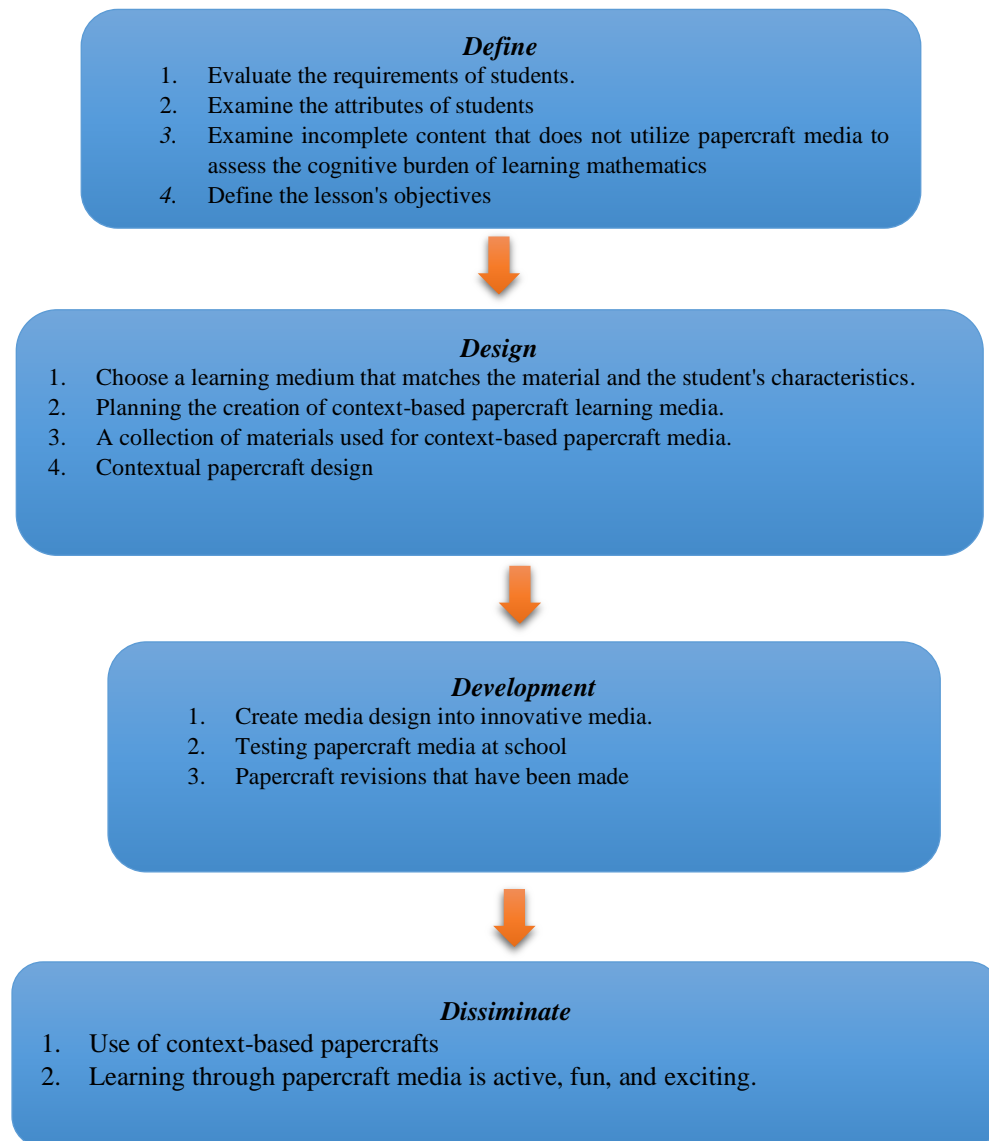 Define
1. Evaluate the requirements of students.
2. Examine the attributes of students
3. Examine incomplete content that does not utilize papercraft media to
assess the cognitive burden of learning mathematics
4. Define the lesson's objectives
Design
1. Choose a learning medium that matches the material and the student's characteristics.
2. Planning the creation of context-based papercraft learning media.
3. A collection of materials used for context-based papercraft media.
4. Contextual papercraft design
Development
1. Create media design into innovative media.
2. Testing papercraft media at school
3. Papercraft revisions that have been made
Dissiminate
1. Use of context-based papercrafts
2. Learning through papercraft media is active, fun, and exciting.